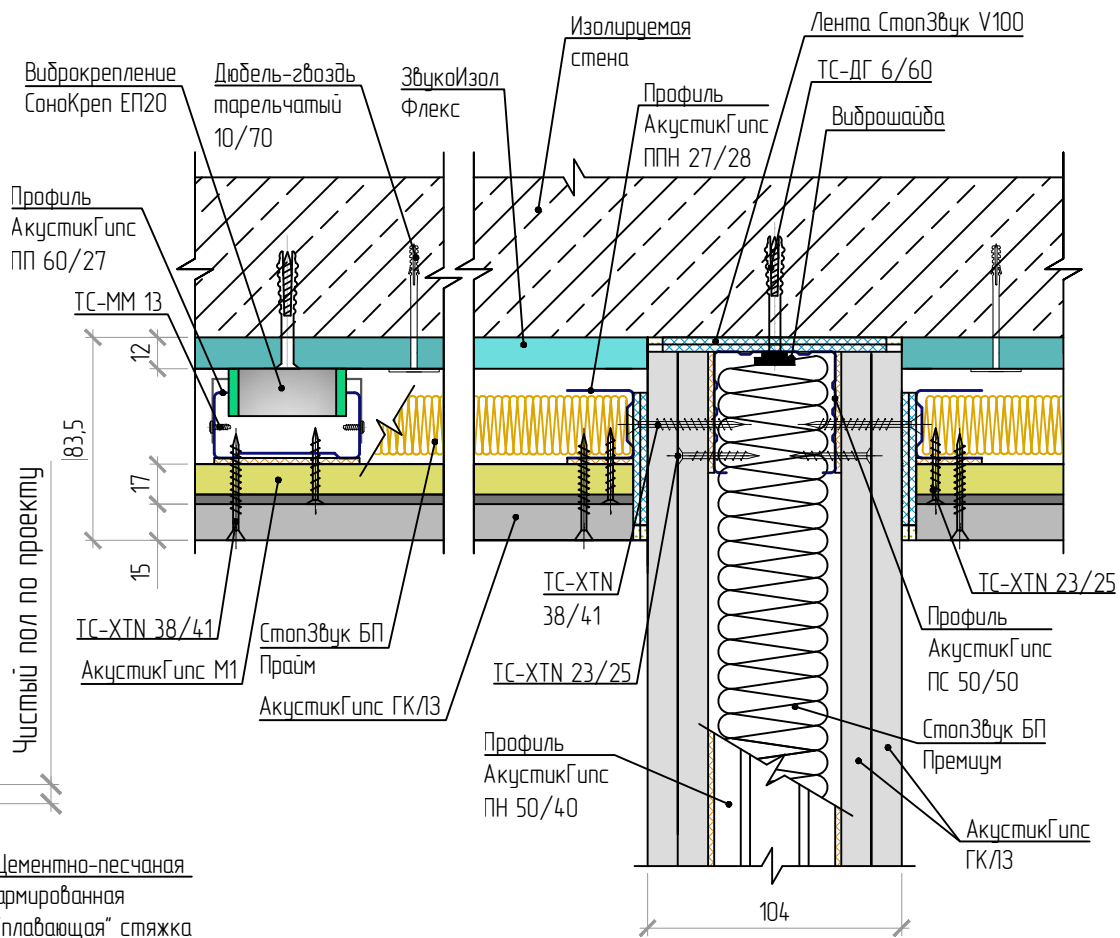 Изолируемая
стена
Лента СтопЗвук V100
Виброкрепление
СоноКреп ЕП20
Дюбель-гвоздь
тарельчатый
10/70
ЗвукоИзол
Флекс
Профиль
АкустикГипс
ППН 27/28
ТС-ДГ 6/60
Виброшайба
Профиль
АкустикГипс
ПП 60/27
ТС-ММ 13
12
83,5
17
15
Чистый пол по проекту
ТС-XTN 38/41
АкустикГипс М1
СтопЗвук БП
Прайм
АкустикГипс ГКЛЗ
ТС-XTN
38/41
ТС-XTN 23/25
ТС-XTN 23/25
Профиль
АкустикГипс
ПС 50/50
СтопЗвук БП
Премиум
Профиль
АкустикГипс
ПН 50/40
АкустикГипс
ГКЛЗ
Цементно-песчаная
армированная
"плавающая" стяжка
104